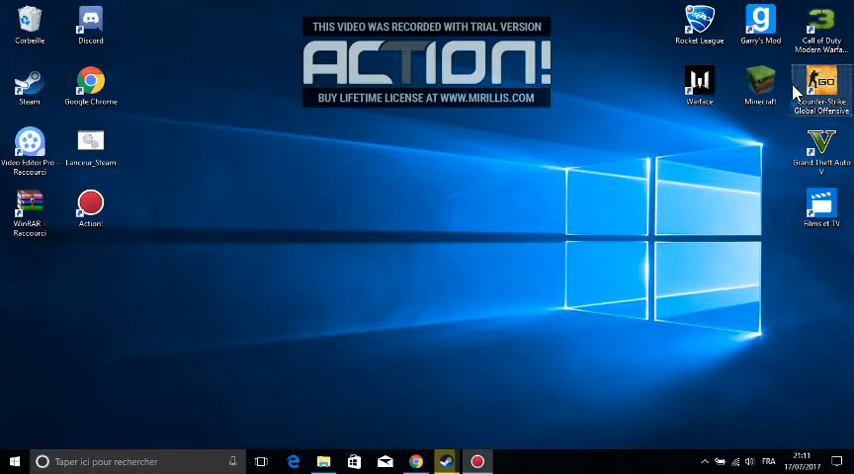 THIS VIDEO WAS RECORDED WITH TRIAL VERSION
ACTION!
BUY LIFETIME LICENSE AT WWW.MIRILLIS.COM
Corbeille
Discord
Steam
Google Chrome
Video Editor Pro - Raccourci
Lanceur_Steam
WinRAR - Raccourci
Action!
Rocket League
g
Garry's Mod
3
Call of Duty
Modern Warfa...
Warface
Minecraft
GO
Counter-Strike
Global Offensive
V
Grand Theft Auto
V
Films et TV
Taper ici pour rechercher
FRA
21:11
17/07/2017